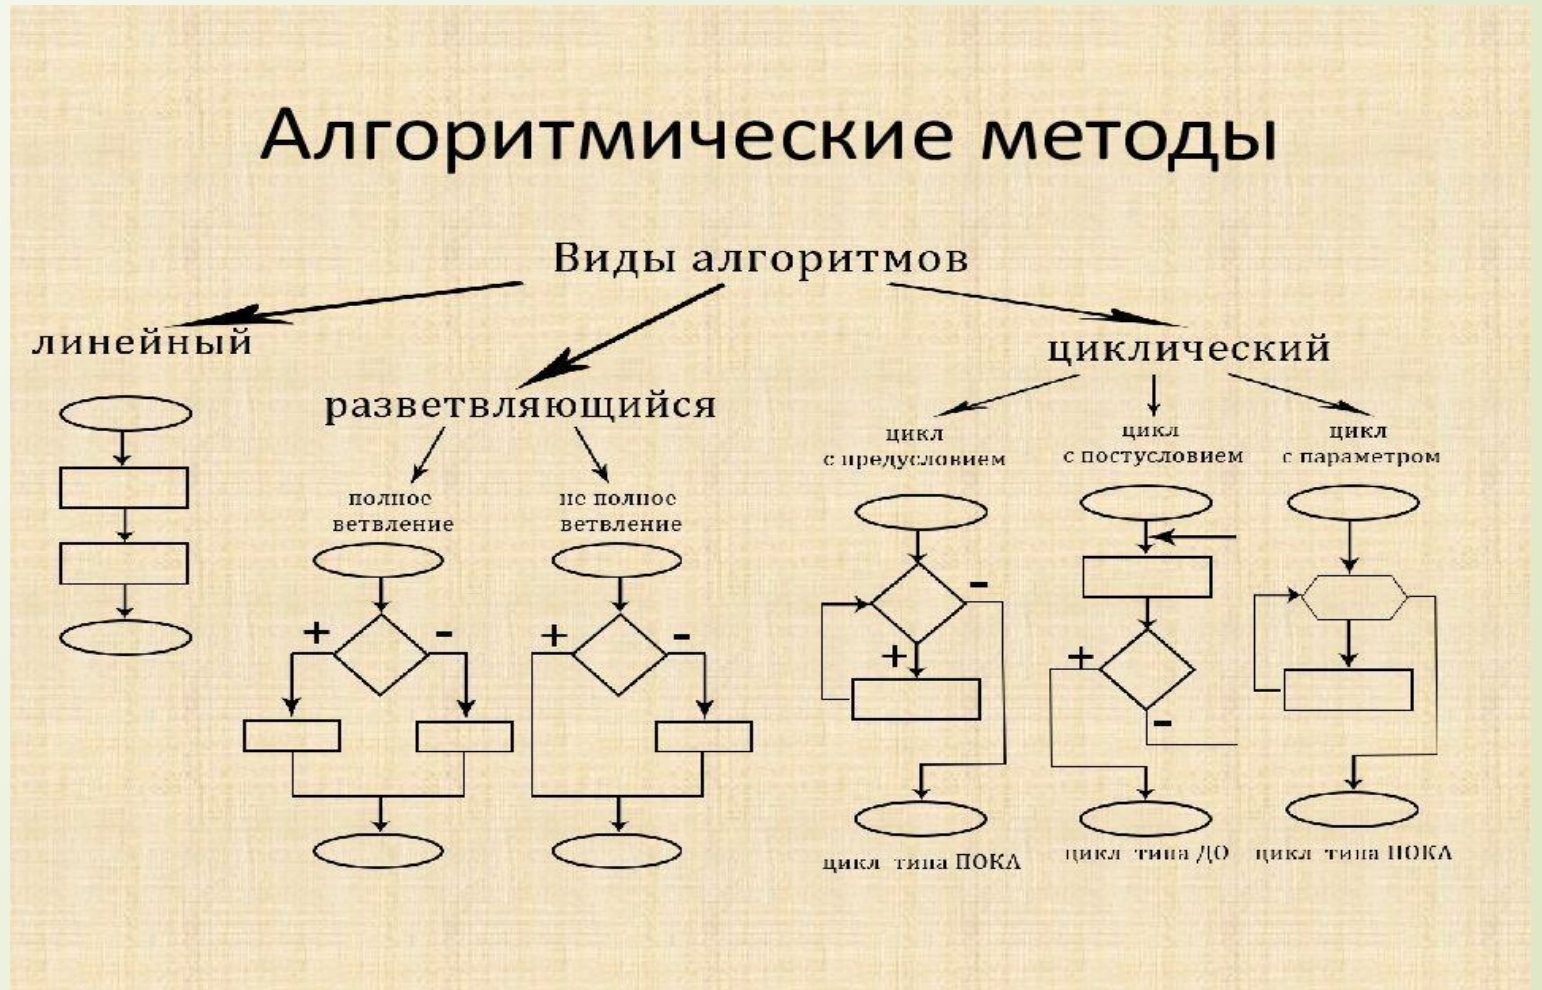 Алгоритмические методы
Виды алгоритмов
линейный
разветвляющийся
циклический
полное
ветвление
не полное
ветвление
цикл
с предусловием
цикл
с постусловием
цикл
с параметром
+
-
+
-
-
+
+
-
цикл типа ПОКА
цикл типа ДО
цикл типа ПОКА